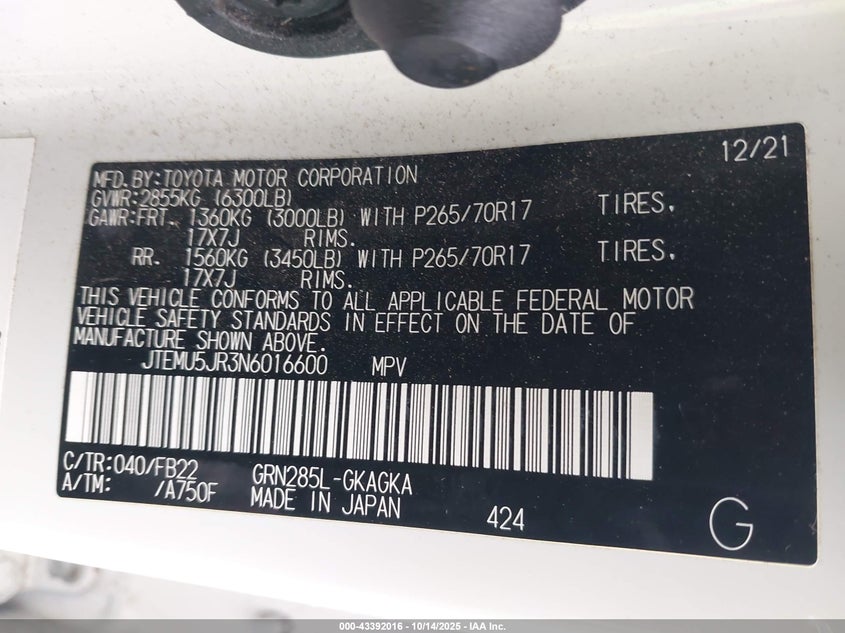 12/21
MFD.BY:TOYOTA MOTOR CORPORATION
GVWR:2855KG (6300LB)
GAWR:FRT. 1360KG (3000LB) WITH P265/70R17 TIRES.
17X7J RIMS.
RR. 1560KG (3450LB) WITH P265/70R17 TIRES.
17X7J RIMS.
THIS VEHICLE CONFORMS TO ALL APPLICABLE FEDERAL MOTOR
VEHICLE SAFETY STANDARDS IN EFFECT ON THE DATE OF
MANUFACTURE SHOWN ABOVE.
JTEMU5JR3N6016600 MPV
C/TR:040/FB22 GRN285L-GKAGKA
A/TM: /A750F MADE IN JAPAN 424 G
000-43392016 - 10/14/2025 - IAA Inc.